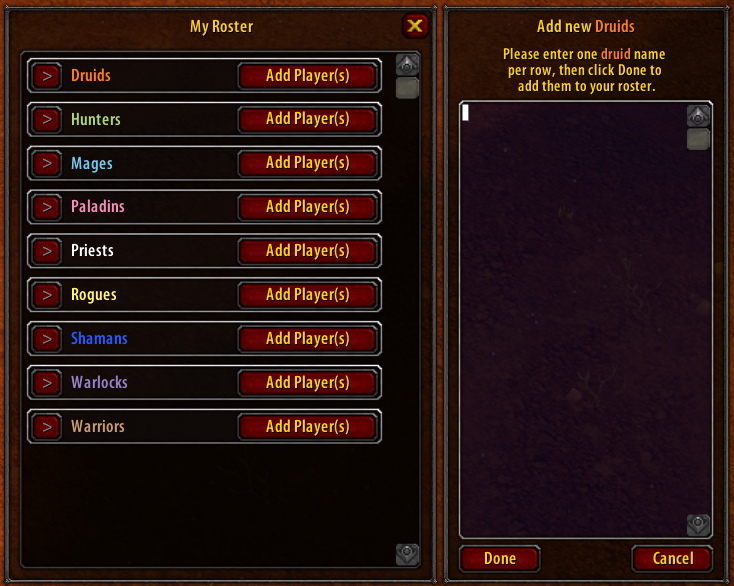 My Roster
> Druids Add Player(s)
> Hunters Add Player(s)
> Mages Add Player(s)
> Paladins Add Player(s)
> Priests Add Player(s)
> Rogues Add Player(s)
> Shamans Add Player(s)
> Warlocks Add Player(s)
> Warriors Add Player(s)
Add new Druids
Please enter one druid name
per row, then click Done to
add them to your roster.
Done Cancel